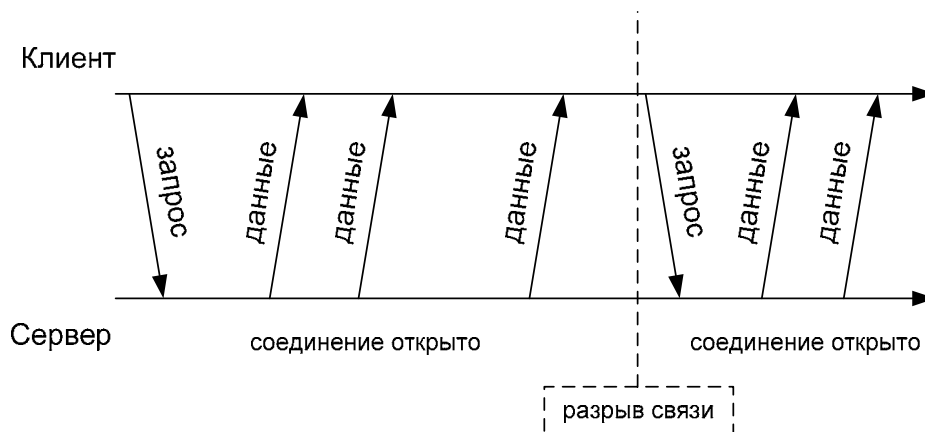 Клиент
запрос
данные
данные
данные
запрос
данные
данные
Сервер
соединение открыто
соединение открыто
разрыв связи